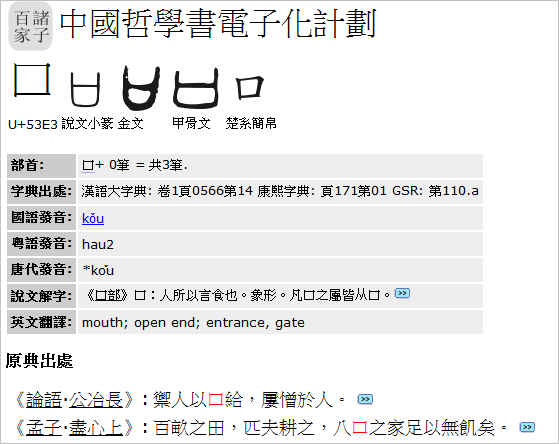 諸子百家 中國哲學書電子化計劃
口
U+53E3 說文小篆 金文 甲骨文 楚系簡帛
部首: 口+ 0筆 = 共3筆.
字典出處: 漢語大字典: 卷1頁0566第14 康熙字典: 頁171第01 GSR: 第110.a
國語發音: kǒu
粤語發音: hau2
唐代發音: *kǒu
說文解字: 《口部》口：人所以言食也。象形。凡口之屬皆从口。
英文翻譯: mouth; open end; entrance, gate
原典出處
《論語·公冶長》: 禦人以口給，屢憎於人。
《孟子·盡心上》: 百畝之田，匹夫耕之，八口之家足以無飢矣。